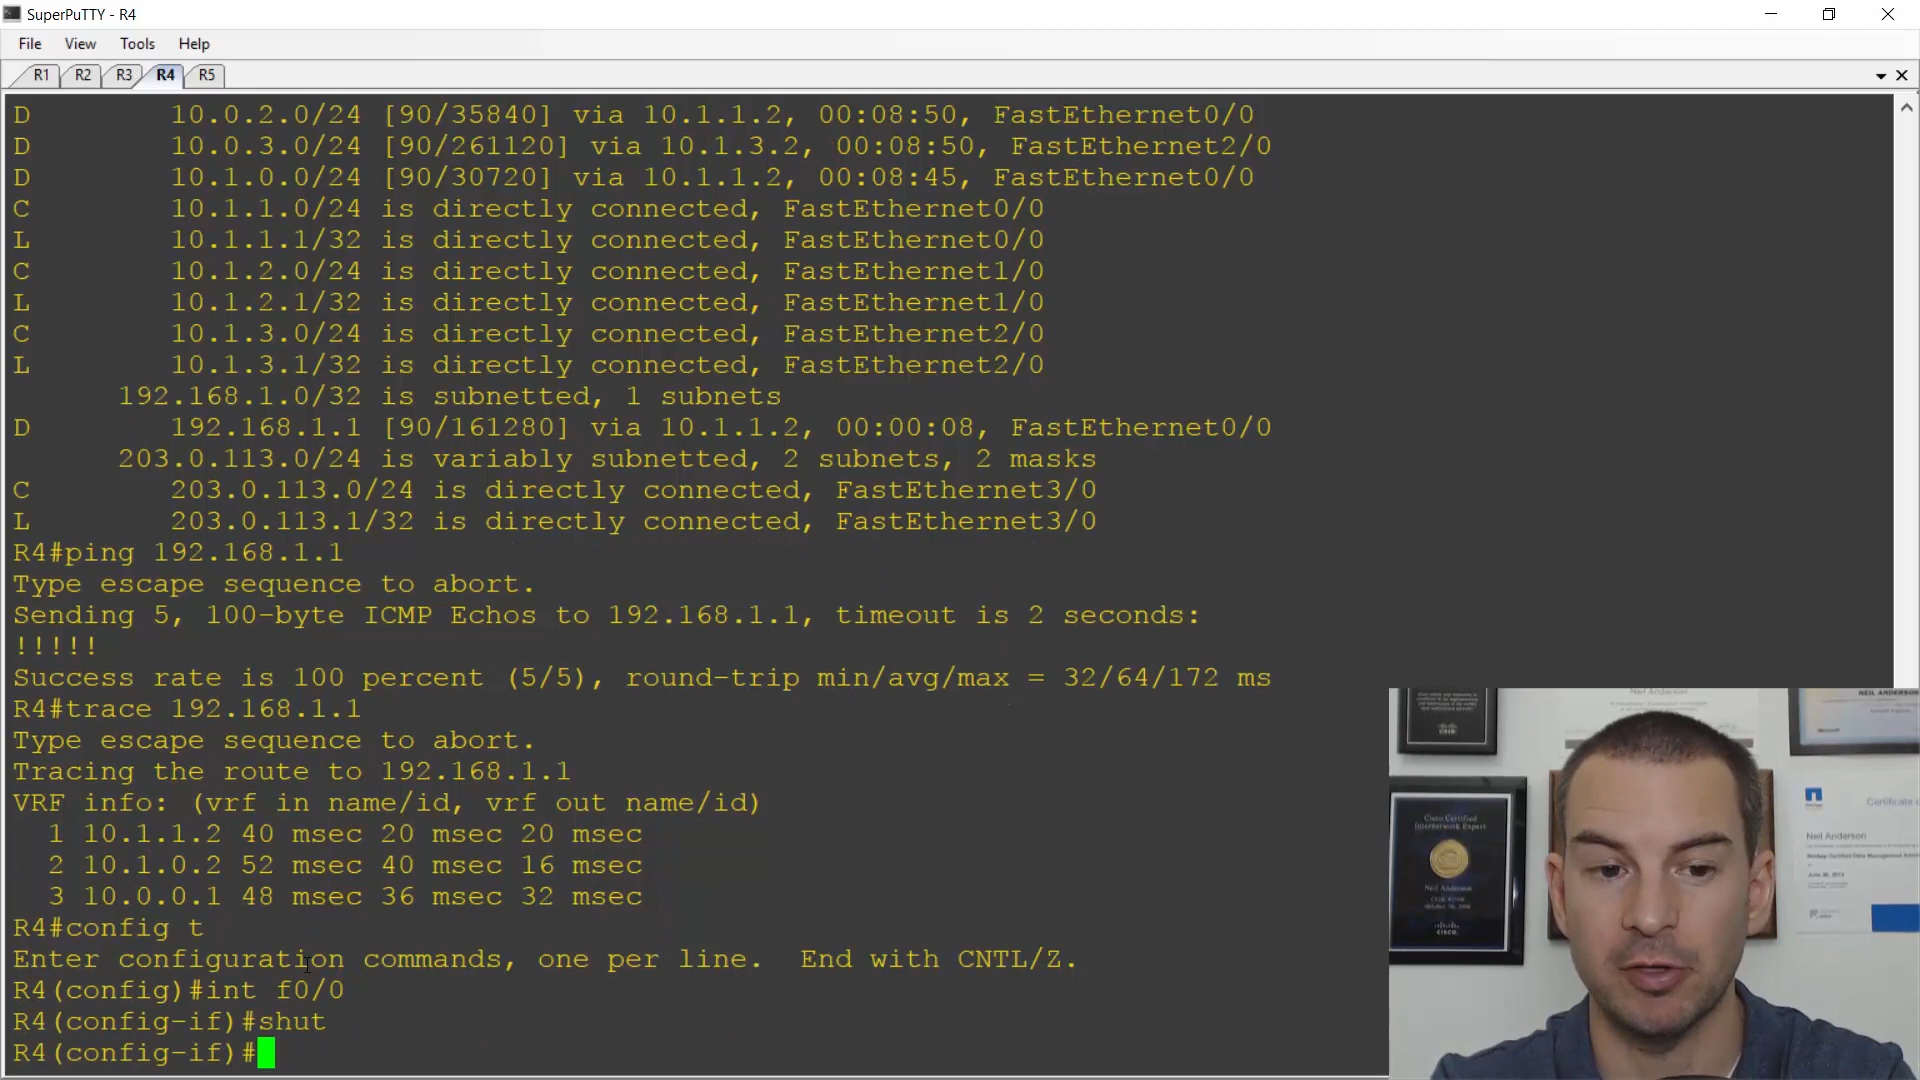 SuperPuTTY - R4
File View Tools Help
R1 R2 R3 R4 R5
D 10.0.2.0/24 [90/35840] via 10.1.1.2, 00:08:50, FastEthernet0/0
D 10.0.3.0/24 [90/261120] via 10.1.3.2, 00:08:50, FastEthernet2/0
D 10.1.0.0/24 [90/30720] via 10.1.1.2, 00:08:45, FastEthernet0/0
C 10.1.1.0/24 is directly connected, FastEthernet0/0
L 10.1.1.1/32 is directly connected, FastEthernet0/0
C 10.1.2.0/24 is directly connected, FastEthernet1/0
L 10.1.2.1/32 is directly connected, FastEthernet1/0
C 10.1.3.0/24 is directly connected, FastEthernet2/0
L 10.1.3.1/32 is directly connected, FastEthernet2/0
192.168.1.0/32 is subnetted, 1 subnets
D 192.168.1.1 [90/161280] via 10.1.1.2, 00:00:08, FastEthernet0/0
203.0.113.0/24 is variably subnetted, 2 subnets, 2 masks
C 203.0.113.0/24 is directly connected, FastEthernet3/0
L 203.0.113.1/32 is directly connected, FastEthernet3/0
R4#ping 192.168.1.1
Type escape sequence to abort.
Sending 5, 100-byte ICMP Echos to 192.168.1.1, timeout is 2 seconds:
!!!!!
Success rate is 100 percent (5/5), round-trip min/avg/max = 32/64/172 ms
R4#trace 192.168.1.1
Type escape sequence to abort.
Tracing the route to 192.168.1.1
VRF info: (vrf in name/id, vrf out name/id)
1 10.1.1.2 40 msec 20 msec 20 msec
2 10.1.0.2 52 msec 40 msec 16 msec
3 10.0.0.1 48 msec 36 msec 32 msec
R4#config t
Enter configuration commands, one per line. End with CNTL/Z.
R4(config)#int f0/0
R4(config-if)#shut
R4(config-if)#
Neil Anderson
NEIL ANDERSON
Microsoft
Cisco Certified
Internetwork Expert
Neil Anderson
cisco
Certificate
Neil Anderson